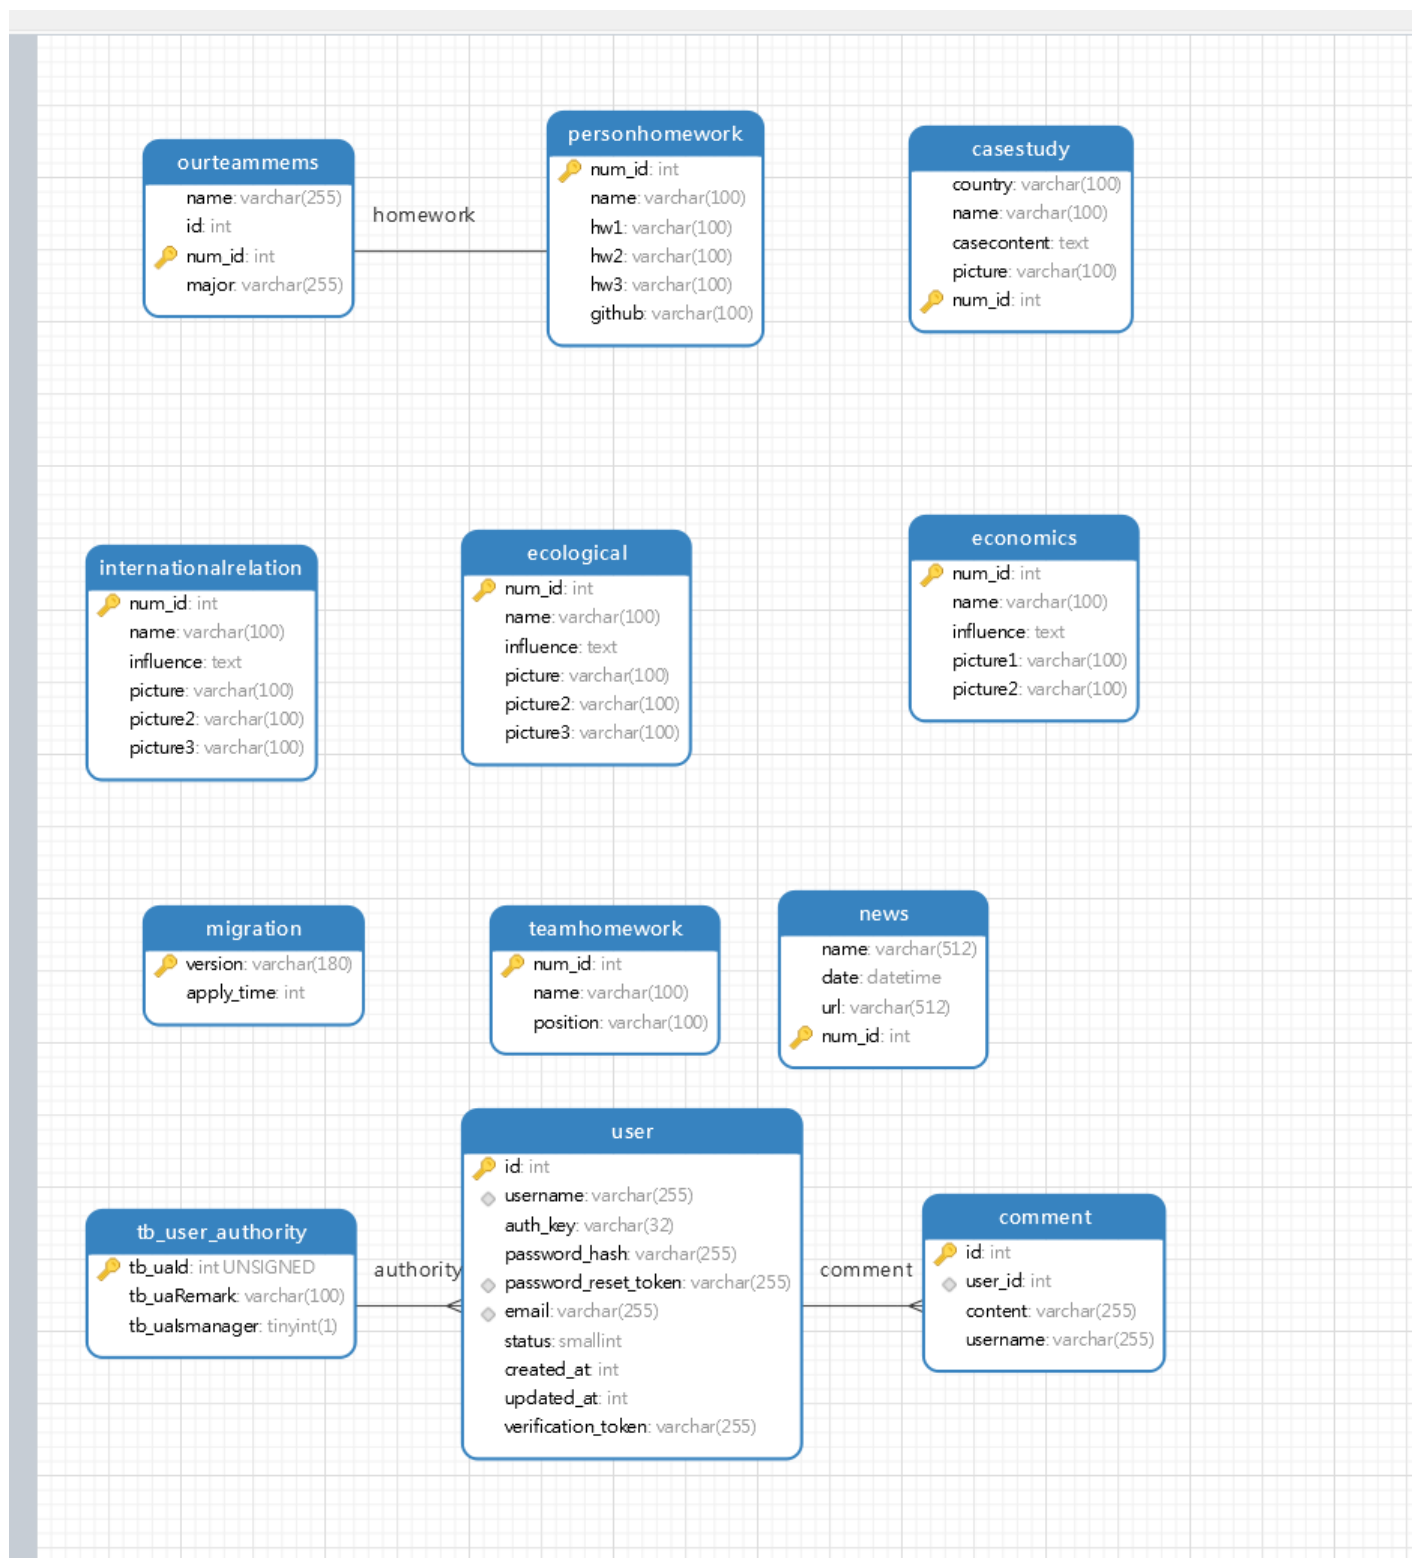 ourteammems
name: varchar(255)
id: int
num_id: int
major: varchar(255)
homework
personhomework
num_id: int
name: varchar(100)
hw1: varchar(100)
hw2: varchar(100)
hw3: varchar(100)
github: varchar(100)
casestudy
country: varchar(100)
name: varchar(100)
casecontent: text
picture: varchar(100)
num_id: int
internationalrelation
num_id: int
name: varchar(100)
influence: text
picture: varchar(100)
picture2: varchar(100)
picture3: varchar(100)
ecological
num_id: int
name: varchar(100)
influence: text
picture: varchar(100)
picture2: varchar(100)
picture3: varchar(100)
economics
num_id: int
name: varchar(100)
influence: text
picture1: varchar(100)
picture2: varchar(100)
migration
version: varchar(180)
apply_time: int
teamhomework
num_id: int
name: varchar(100)
position: varchar(100)
news
name: varchar(512)
date: datetime
url: varchar(512)
num_id: int
tb_user_authority
tb_uaId: int UNSIGNED
tb_uaRemark: varchar(100)
tb_uaIsmanager: tinyint(1)
authority
user
id: int
username: varchar(255)
auth_key: varchar(32)
password_hash: varchar(255)
password_reset_token: varchar(255)
email: varchar(255)
status: smallint
created_at: int
updated_at: int
verification_token: varchar(255)
comment
comment
id: int
user_id: int
content: varchar(255)
username: varchar(255)